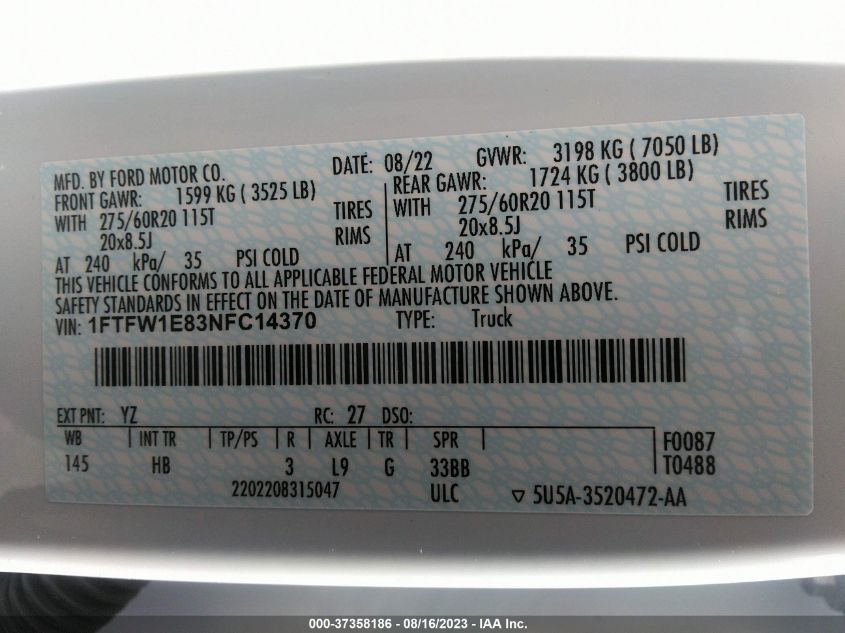 MFD. BY FORD MOTOR CO. DATE: 08/22 GVWR: 3198 KG ( 7050 LB)
FRONT GAWR: 1599 KG ( 3525 LB) REAR GAWR: 1724 KG ( 3800 LB)
WITH 275/60R20 115T TIRES WITH 275/60R20 115T TIRES
20x8.5J RIMS 20x8.5J RIMS
AT 240 kPa/ 35 PSI COLD AT 240 kPa/ 35 PSI COLD
THIS VEHICLE CONFORMS TO ALL APPLICABLE FEDERAL MOTOR VEHICLE
SAFETY STANDARDS IN EFFECT ON THE DATE OF MANUFACTURE SHOWN ABOVE.
VIN: 1FTFW1E83NFC14370 TYPE: Truck
EXT PNT: YZ RC: 27 DSO:
WB INT TR TP/PS R AXLE TR SPR F0087
145 HB 3 L9 G 33BB T0488
2202208315047 ULC ▽ 5U5A-3520472-AA
000-37358186 - 08/16/2023 - IAA Inc.